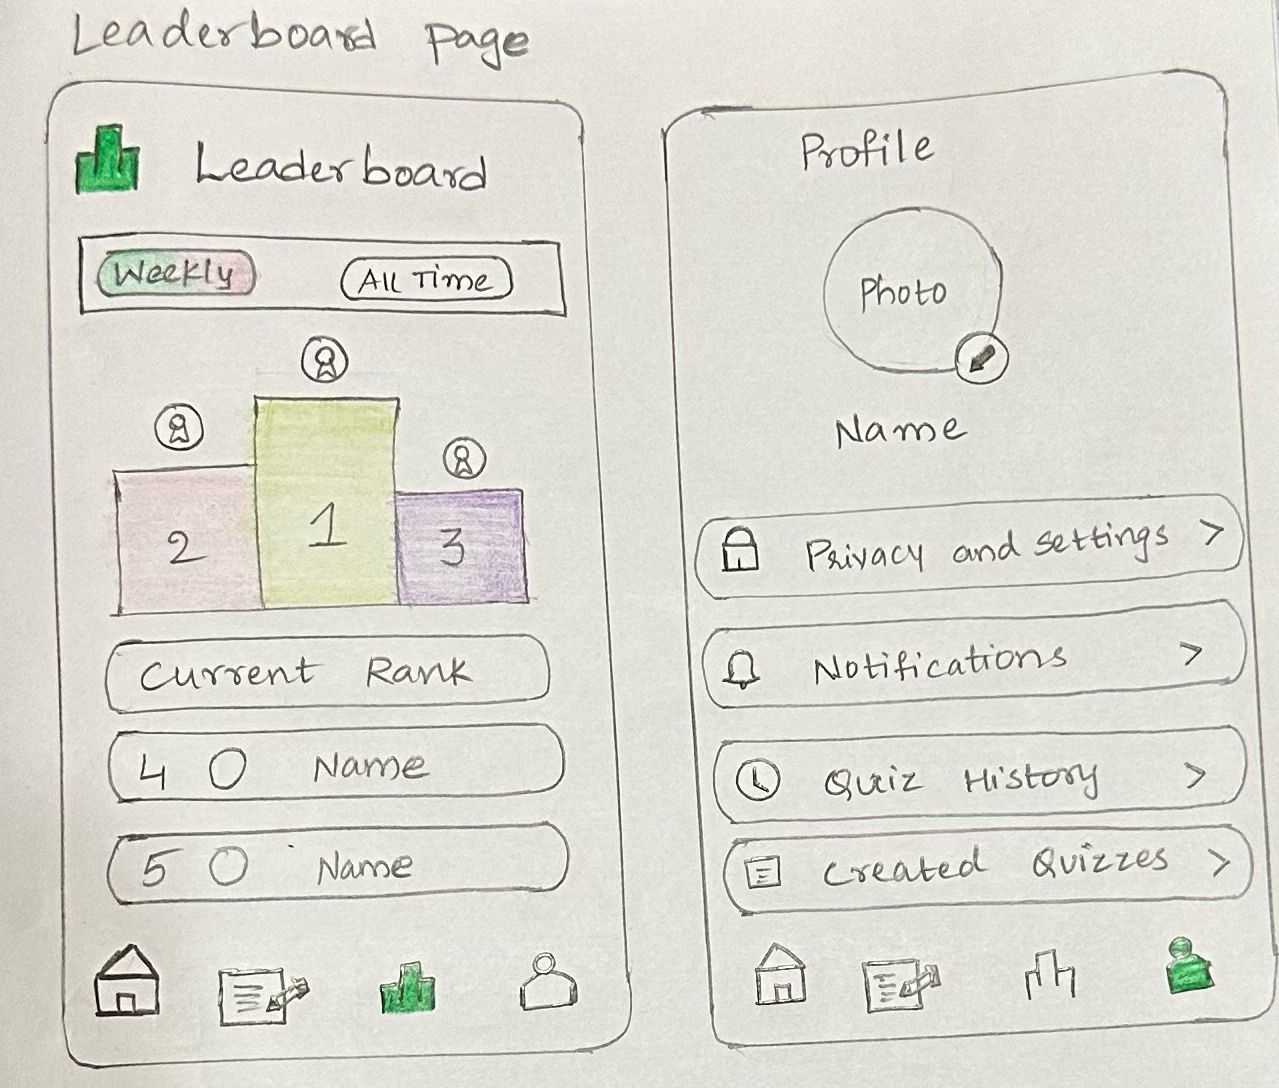 Leaderboard page
Leaderboard
Weekly All Time
2 1 3
Current Rank
4 Name
5 Name
Profile
Photo
Name
Privacy and settings >
Notifications >
Quiz History >
Created Quizzes >